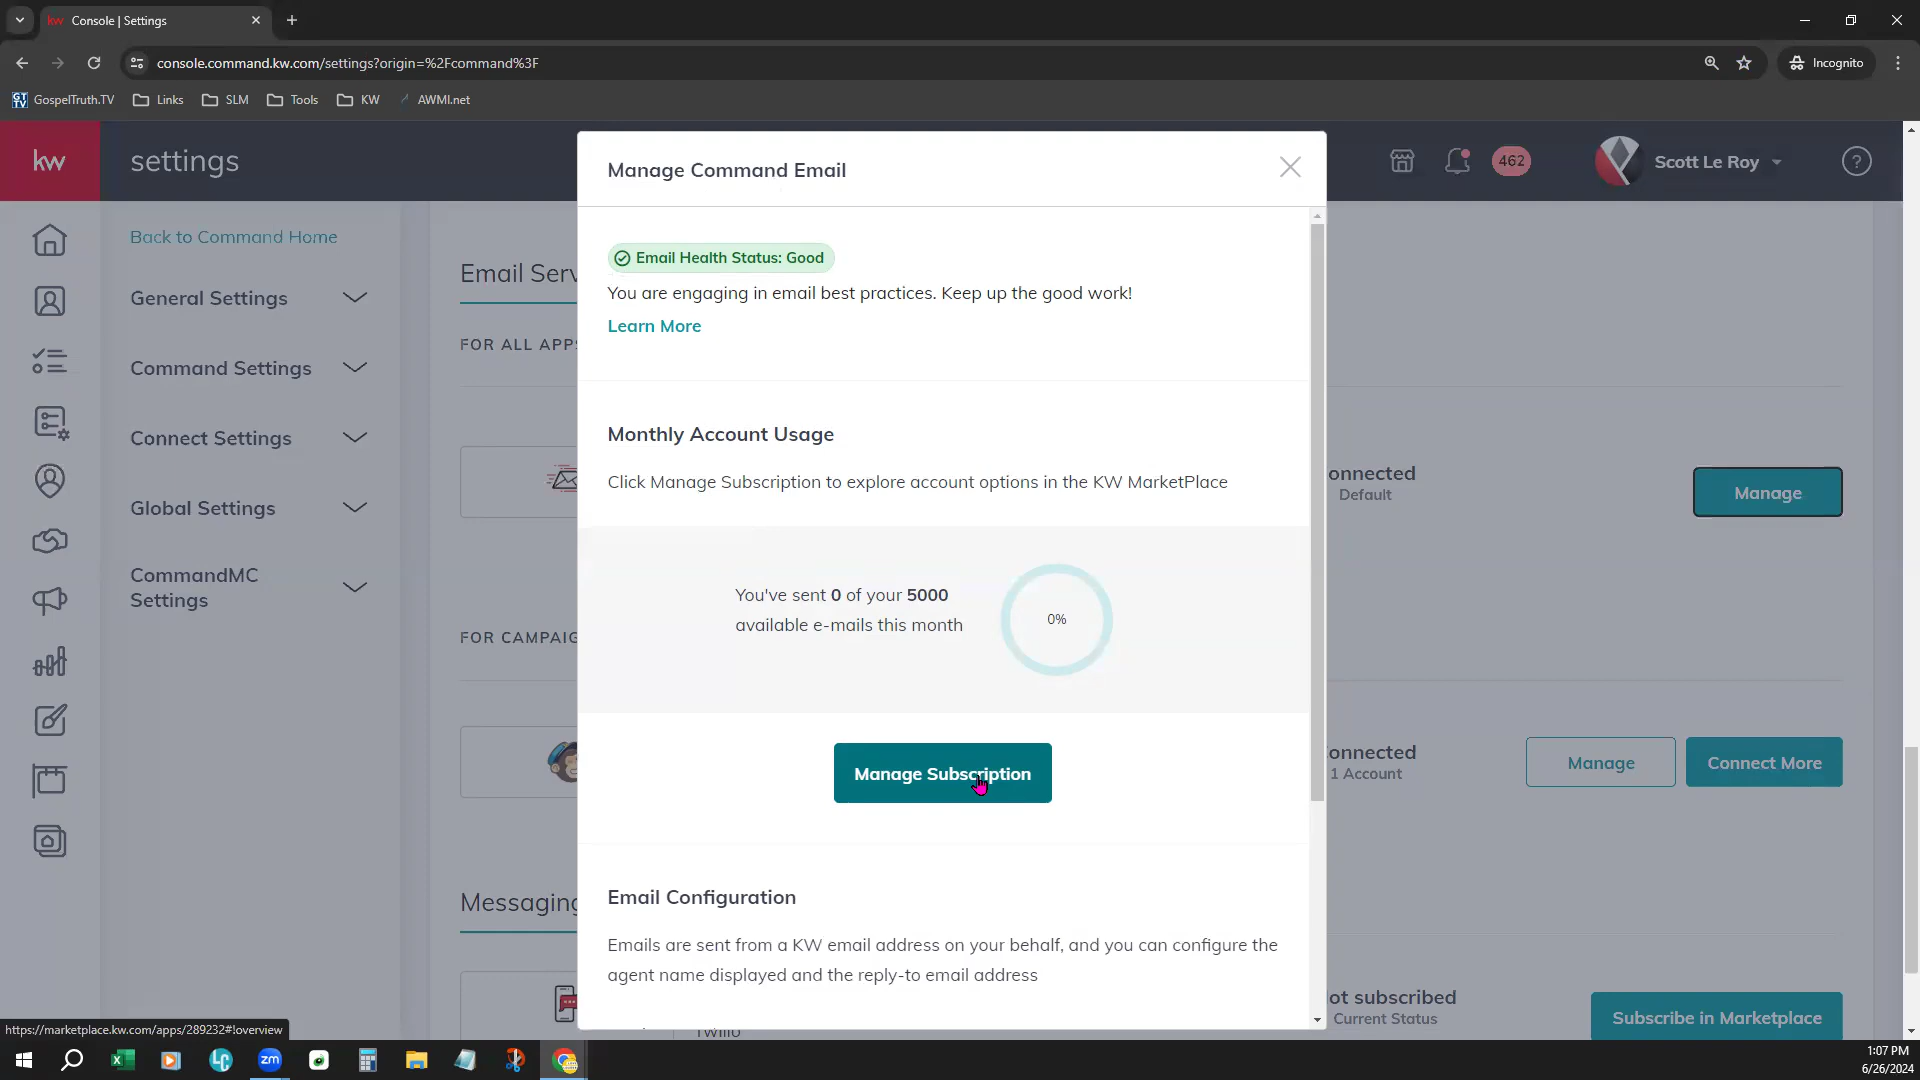 kw Console | Settings
console.command.kw.com/settings?origin=%2Fcommand%3F
Incognito
GT TV GospelTruth.TV Links SLM Tools KW AWMI.net
kw settings
462
Scott Le Roy
?
Back to Command Home
General Settings
Command Settings
Connect Settings
Global Settings
CommandMC
Settings
Email Serv
FOR ALL APPS
onnected
Default
Manage
FOR CAMPAIG
onnected
1 Account
Manage
Connect More
Messaging
ot subscribed
Current Status
Subscribe in Marketplace
Manage Command Email
Email Health Status: Good
You are engaging in email best practices. Keep up the good work!
Learn More
Monthly Account Usage
Click Manage Subscription to explore account options in the KW MarketPlace
You've sent 0 of your 5000
available e-mails this month
0%
Manage Subscription
Email Configuration
Emails are sent from a KW email address on your behalf, and you can configure the
agent name displayed and the reply-to email address
https://marketplace.kw.com/apps/289232#!overview
LC
zm
1:07 PM
6/26/2024